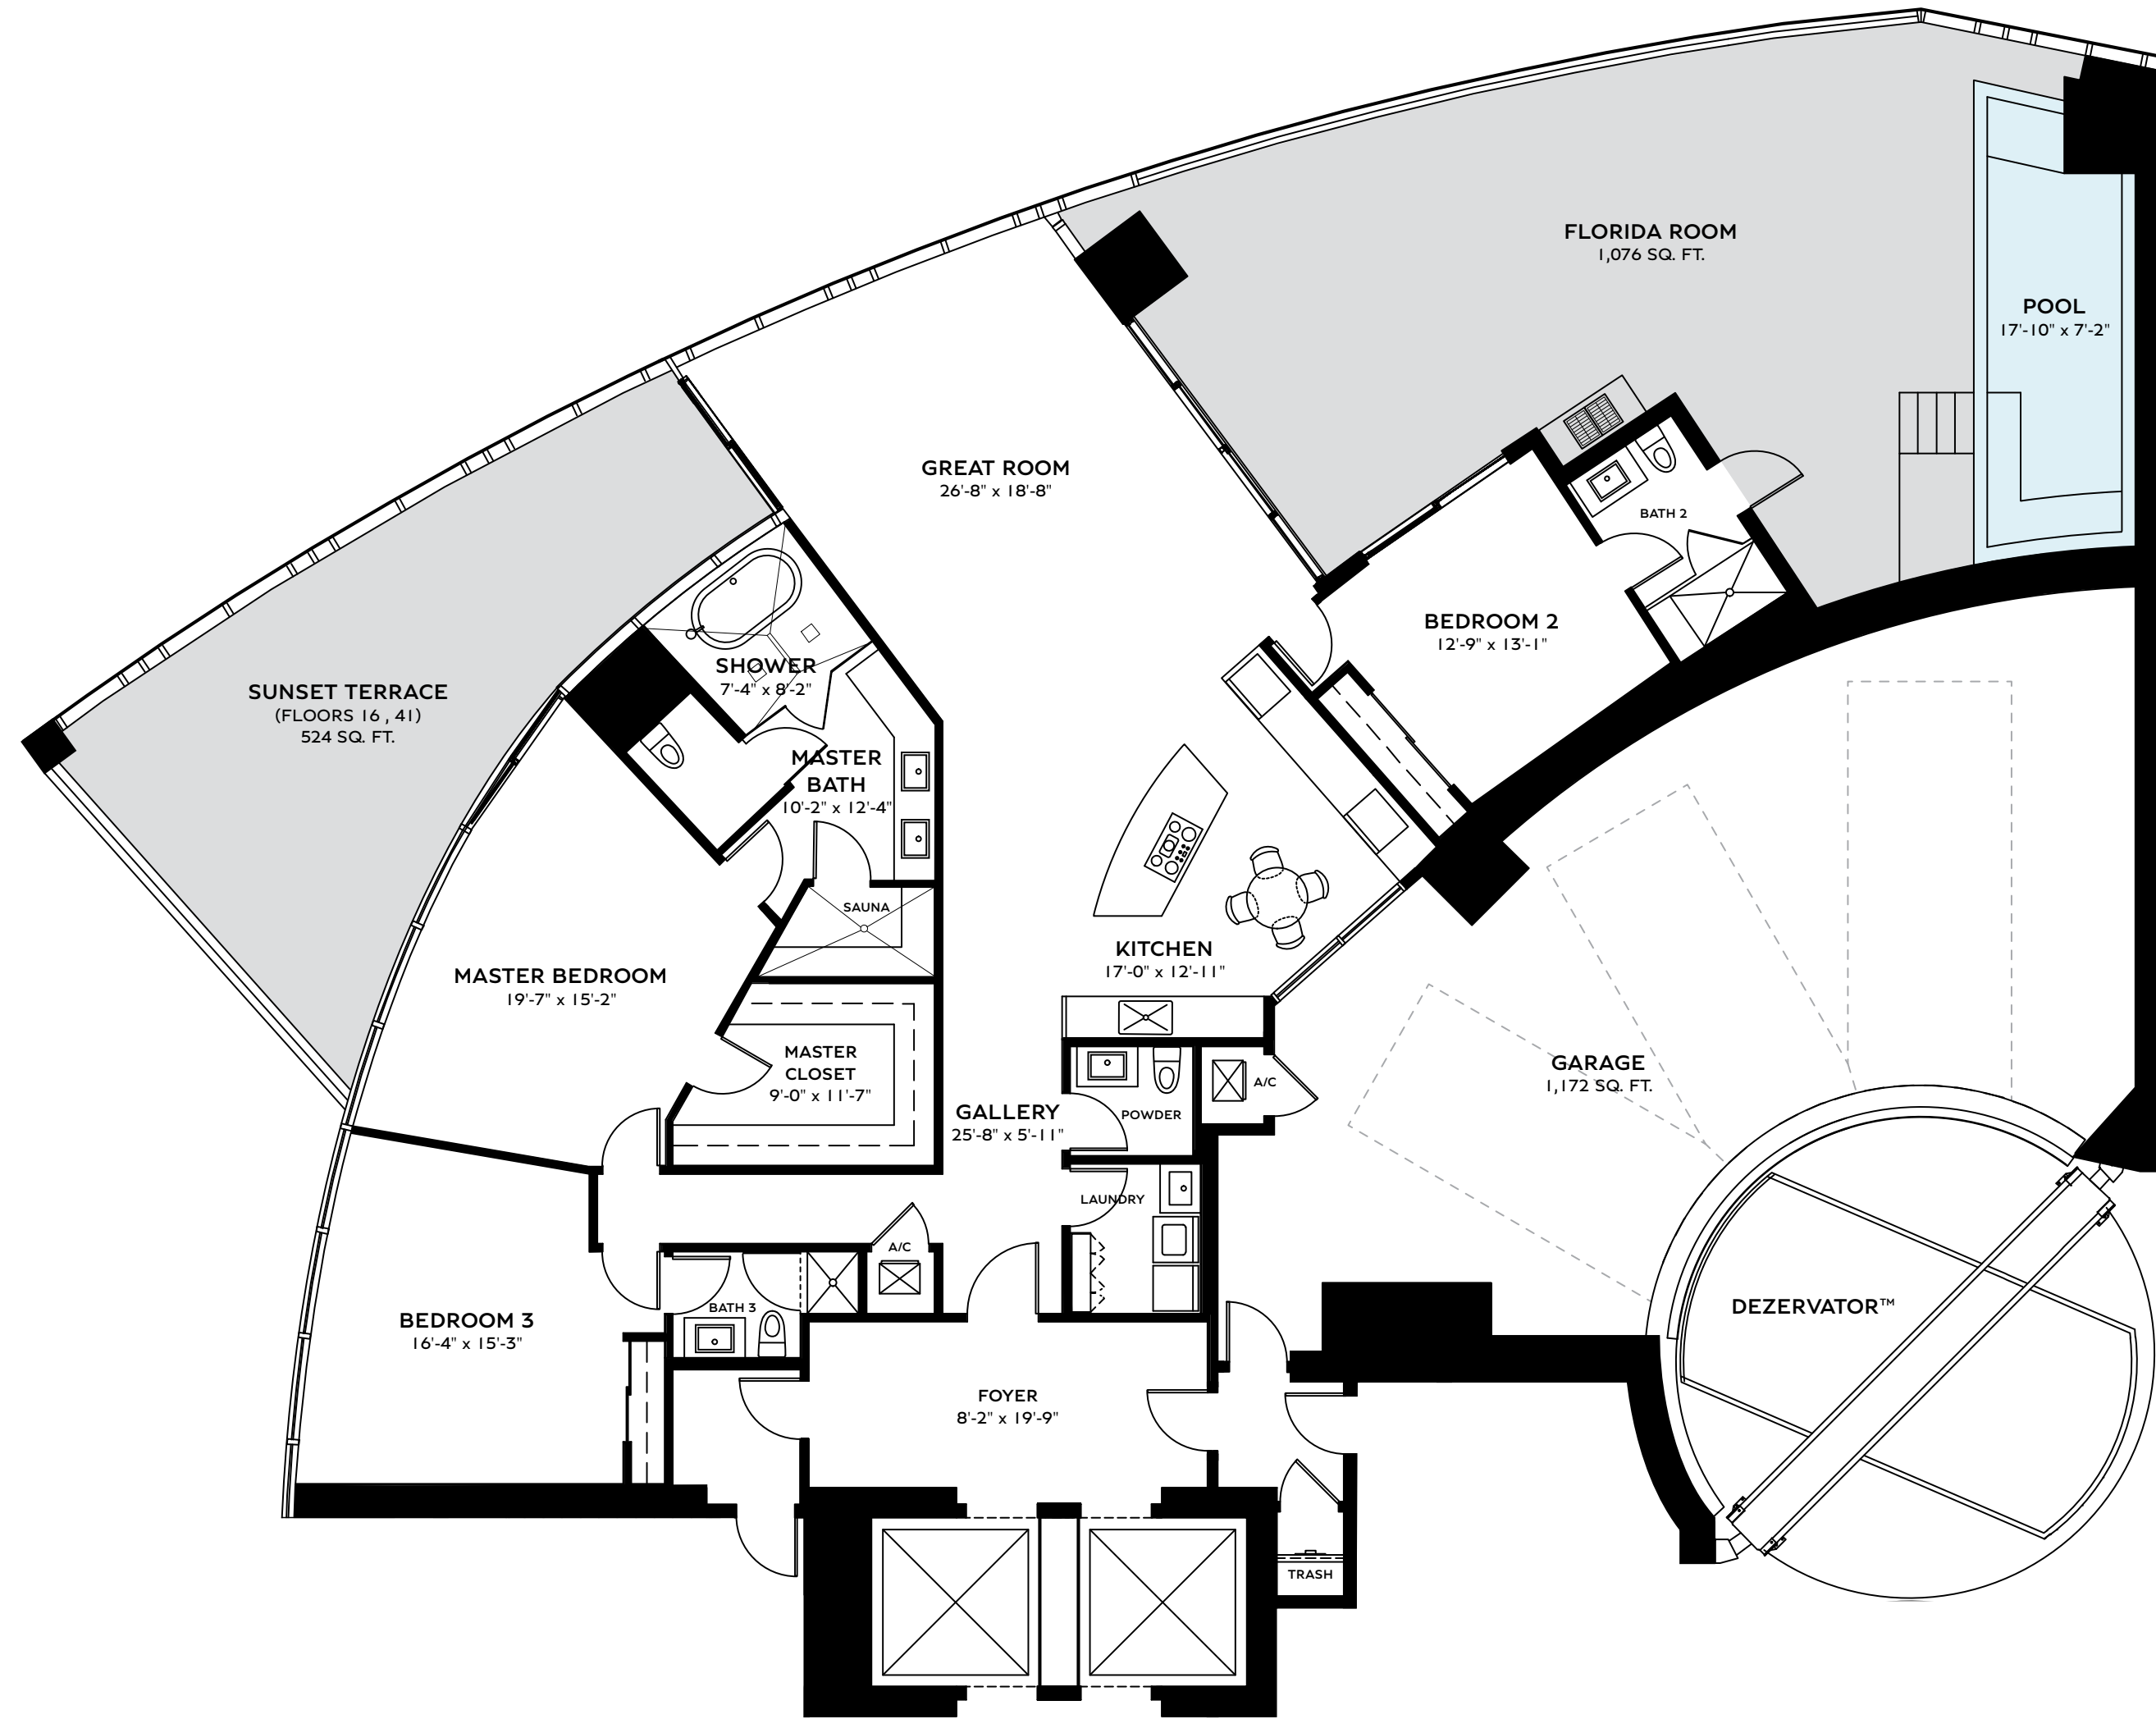 FLORIDA ROOM
1,076 SQ. FT.
POOL
17'-10" x 7'-2"
GREAT ROOM
26'-8" x 18'-8"
BATH 2
BEDROOM 2
12'-9" x 13'-1"
SHOWER
7'-4" x 8'-2"
SUNSET TERRACE
(FLOORS 16 , 41)
524 SQ. FT.
MASTER
BATH
10'-2" x 12'-4"
SAUNA
KITCHEN
17'-0" x 12'-11"
MASTER BEDROOM
19'-7" x 15'-2"
MASTER
CLOSET
9'-0" x 11'-7"
GARAGE
1,172 SQ. FT.
A/C
GALLERY
25'-8" x 5'-11"
POWDER
LAUNDRY
A/C
BATH 3
DEZERVATOR™
BEDROOM 3
16'-4" x 15'-3"
FOYER
8'-2" x 19'-9"
TRASH